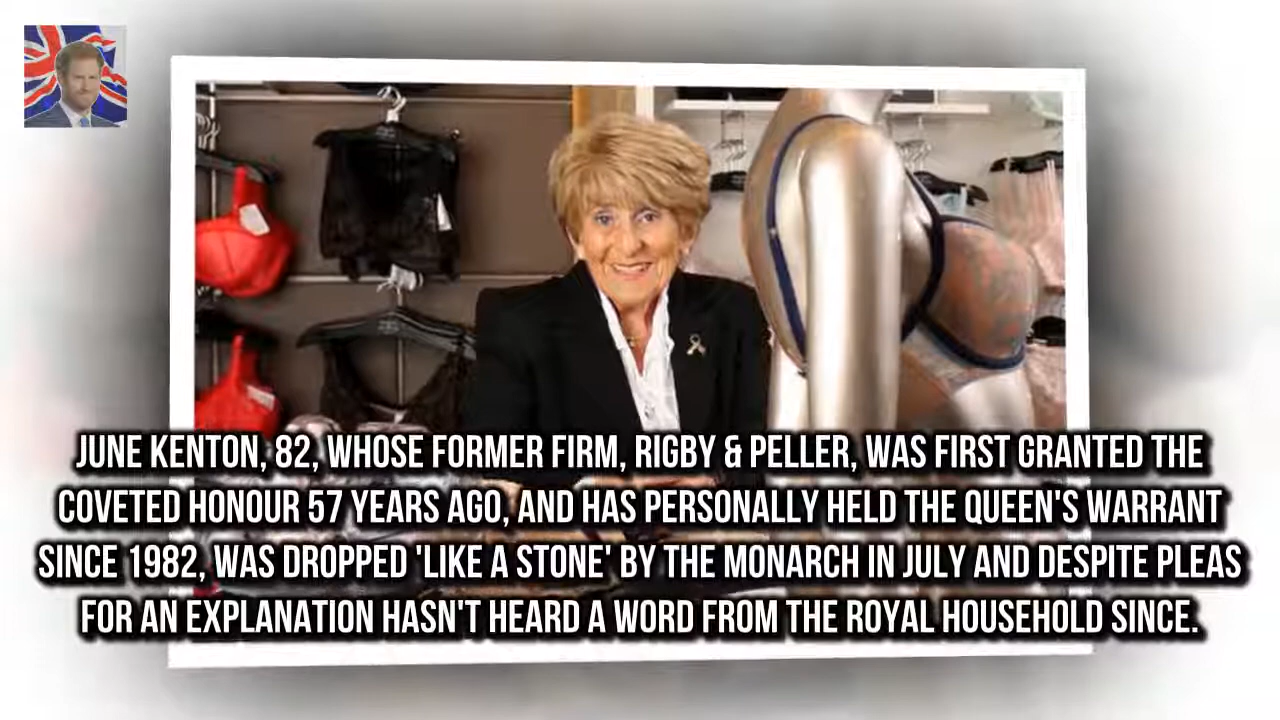 JUNE KENTON, 82, WHOSE FORMER FIRM, RIGBY & PELLER, WAS FIRST GRANTED THE
COVETED HONOUR 57 YEARS AGO, AND HAS PERSONALLY HELD THE QUEEN'S WARRANT
SINCE 1982, WAS DROPPED 'LIKE A STONE' BY THE MONARCH IN JULY AND DESPITE PLEAS
FOR AN EXPLANATION HASN'T HEARD A WORD FROM THE ROYAL HOUSEHOLD SINCE.